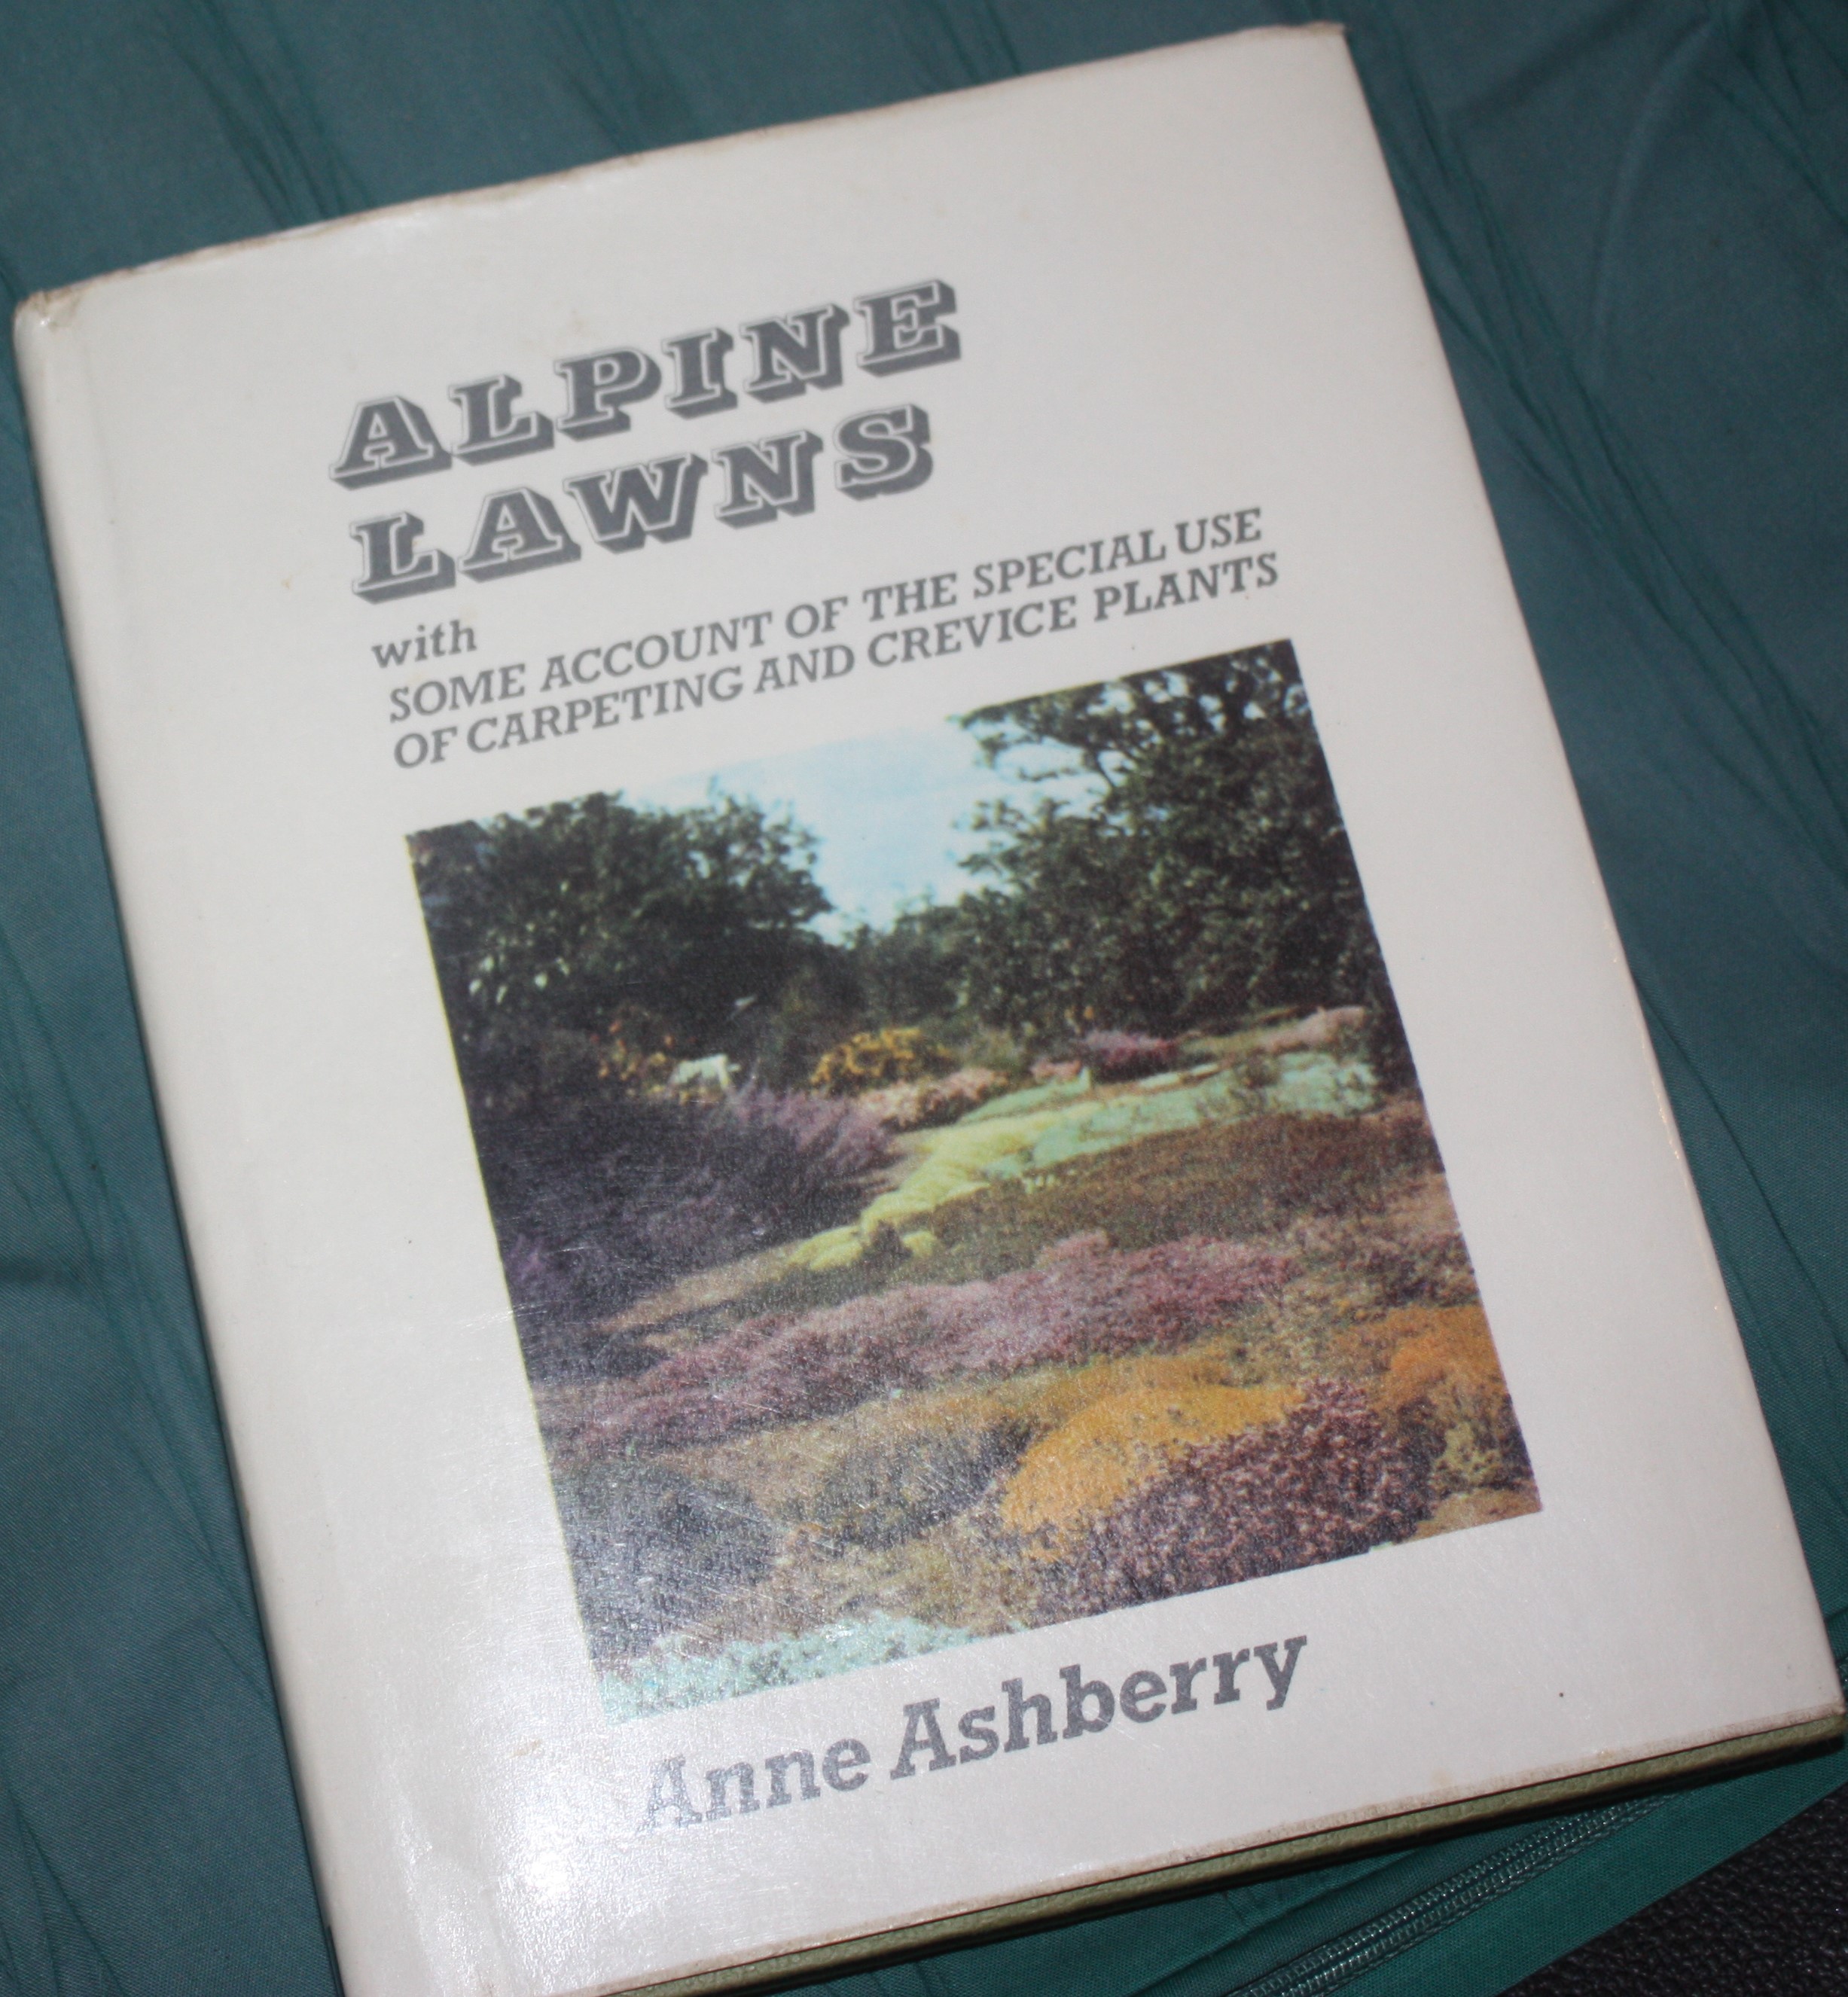 ALPINE
LAWNS
with
SOME ACCOUNT OF THE SPECIAL USE
OF CARPETING AND CREVICE PLANTS
Anne Ashberry